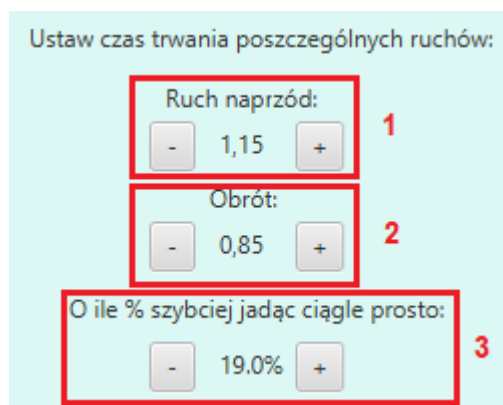 Ustaw czas trwania poszczególnych ruchów:
Ruch naprzód:
- 1,15 + 1
Obrót:
- 0,85 + 2
O ile % szybciej jadąc ciągle prosto:
- 19.0% + 3